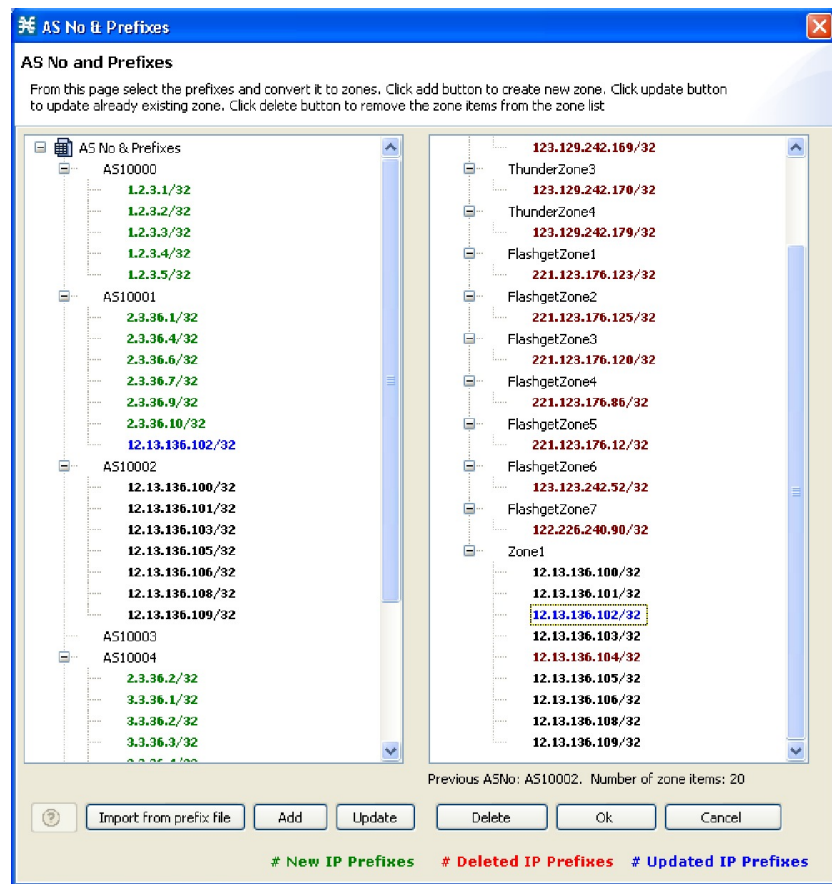 AS No & Prefixes
AS No and Prefixes
From this page select the prefixes and convert it to zones. Click add button to create new zone. Click update button
to update already existing zone. Click delete button to remove the zone items from the zone list
AS No & Prefixes
AS10000
1.2.3.1/32
1.2.3.2/32
1.2.3.3/32
1.2.3.4/32
1.2.3.5/32
AS10001
2.3.36.1/32
2.3.36.4/32
2.3.36.6/32
2.3.36.7/32
2.3.36.9/32
2.3.36.10/32
12.13.136.102/32
AS10002
12.13.136.100/32
12.13.136.101/32
12.13.136.103/32
12.13.136.105/32
12.13.136.106/32
12.13.136.108/32
12.13.136.109/32
AS10003
AS10004
2.3.36.2/32
3.3.36.1/32
3.3.36.2/32
3.3.36.3/32
123.129.242.169/32
ThunderZone3
123.129.242.170/32
ThunderZone4
123.129.242.179/32
FlashgetZone1
221.123.176.123/32
FlashgetZone2
221.123.176.125/32
FlashgetZone3
221.123.176.120/32
FlashgetZone4
221.123.176.86/32
FlashgetZone5
221.123.176.12/32
FlashgetZone6
123.123.242.52/32
FlashgetZone7
122.226.240.90/32
Zone1
12.13.136.100/32
12.13.136.101/32
12.13.136.102/32
12.13.136.103/32
12.13.136.104/32
12.13.136.105/32
12.13.136.106/32
12.13.136.108/32
12.13.136.109/32
Previous ASNo: AS10002. Number of zone items: 20
Import from prefix file Add Update Delete Ok Cancel
# New IP Prefixes # Deleted IP Prefixes # Updated IP Prefixes